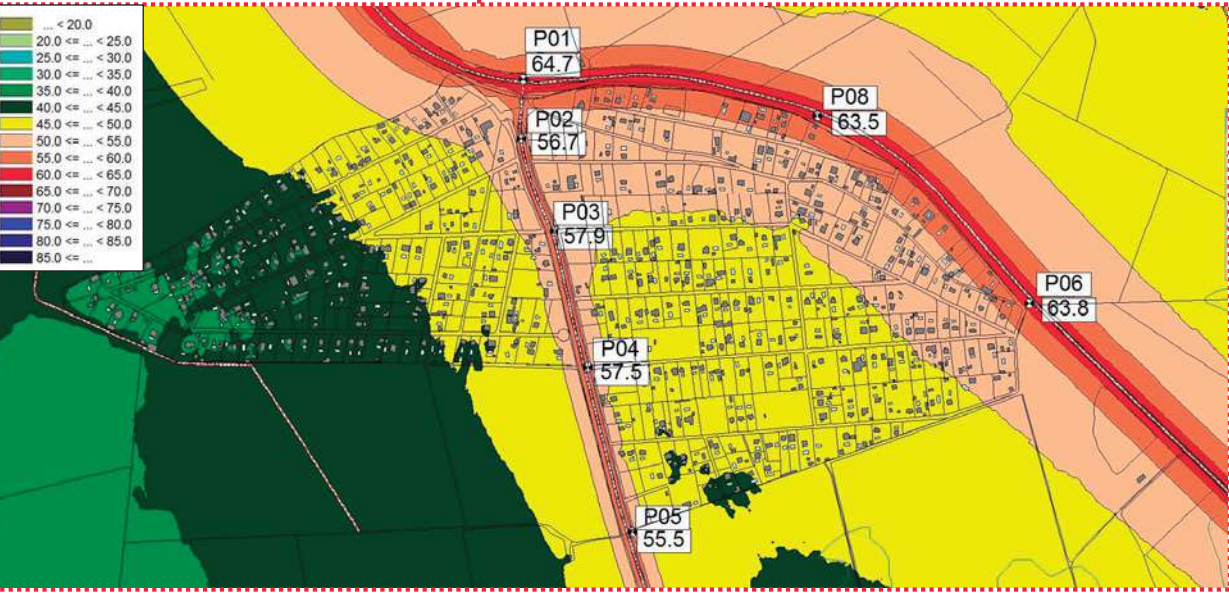 ... < 20.0
20.0 <= ... < 25.0
25.0 <= ... < 30.0
30.0 <= ... < 35.0
35.0 <= ... < 40.0
40.0 <= ... < 45.0
45.0 <= ... < 50.0
50.0 <= ... < 55.0
55.0 <= ... < 60.0
60.0 <= ... < 65.0
65.0 <= ... < 70.0
70.0 <= ... < 75.0
75.0 <= ... < 80.0
80.0 <= ... < 85.0
85.0 <= ...
P01
64.7
P08
63.5
P02
56.7
P03
57.9
P06
63.8
P04
57.5
P05
55.5